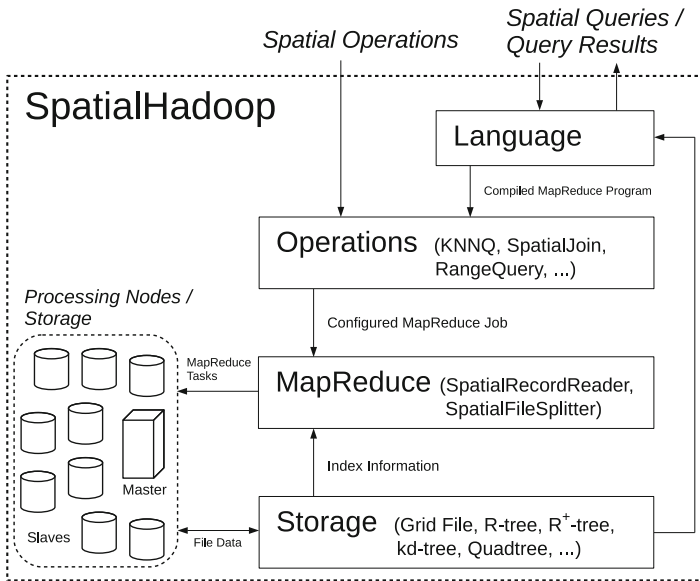 Spatial Operations
Spatial Queries /
Query Results
SpatialHadoop
Language
Compiled MapReduce Program
Operations (KNNQ, SpatialJoin,
RangeQuery, ...)
Processing Nodes /
Storage
Configured MapReduce Job
MapReduce
Tasks
MapReduce (SpatialRecordReader,
SpatialFileSplitter)
Master
Index Information
Slaves
File Data
Storage (Grid File, R-tree, R⁺-tree,
kd-tree, Quadtree, ...)